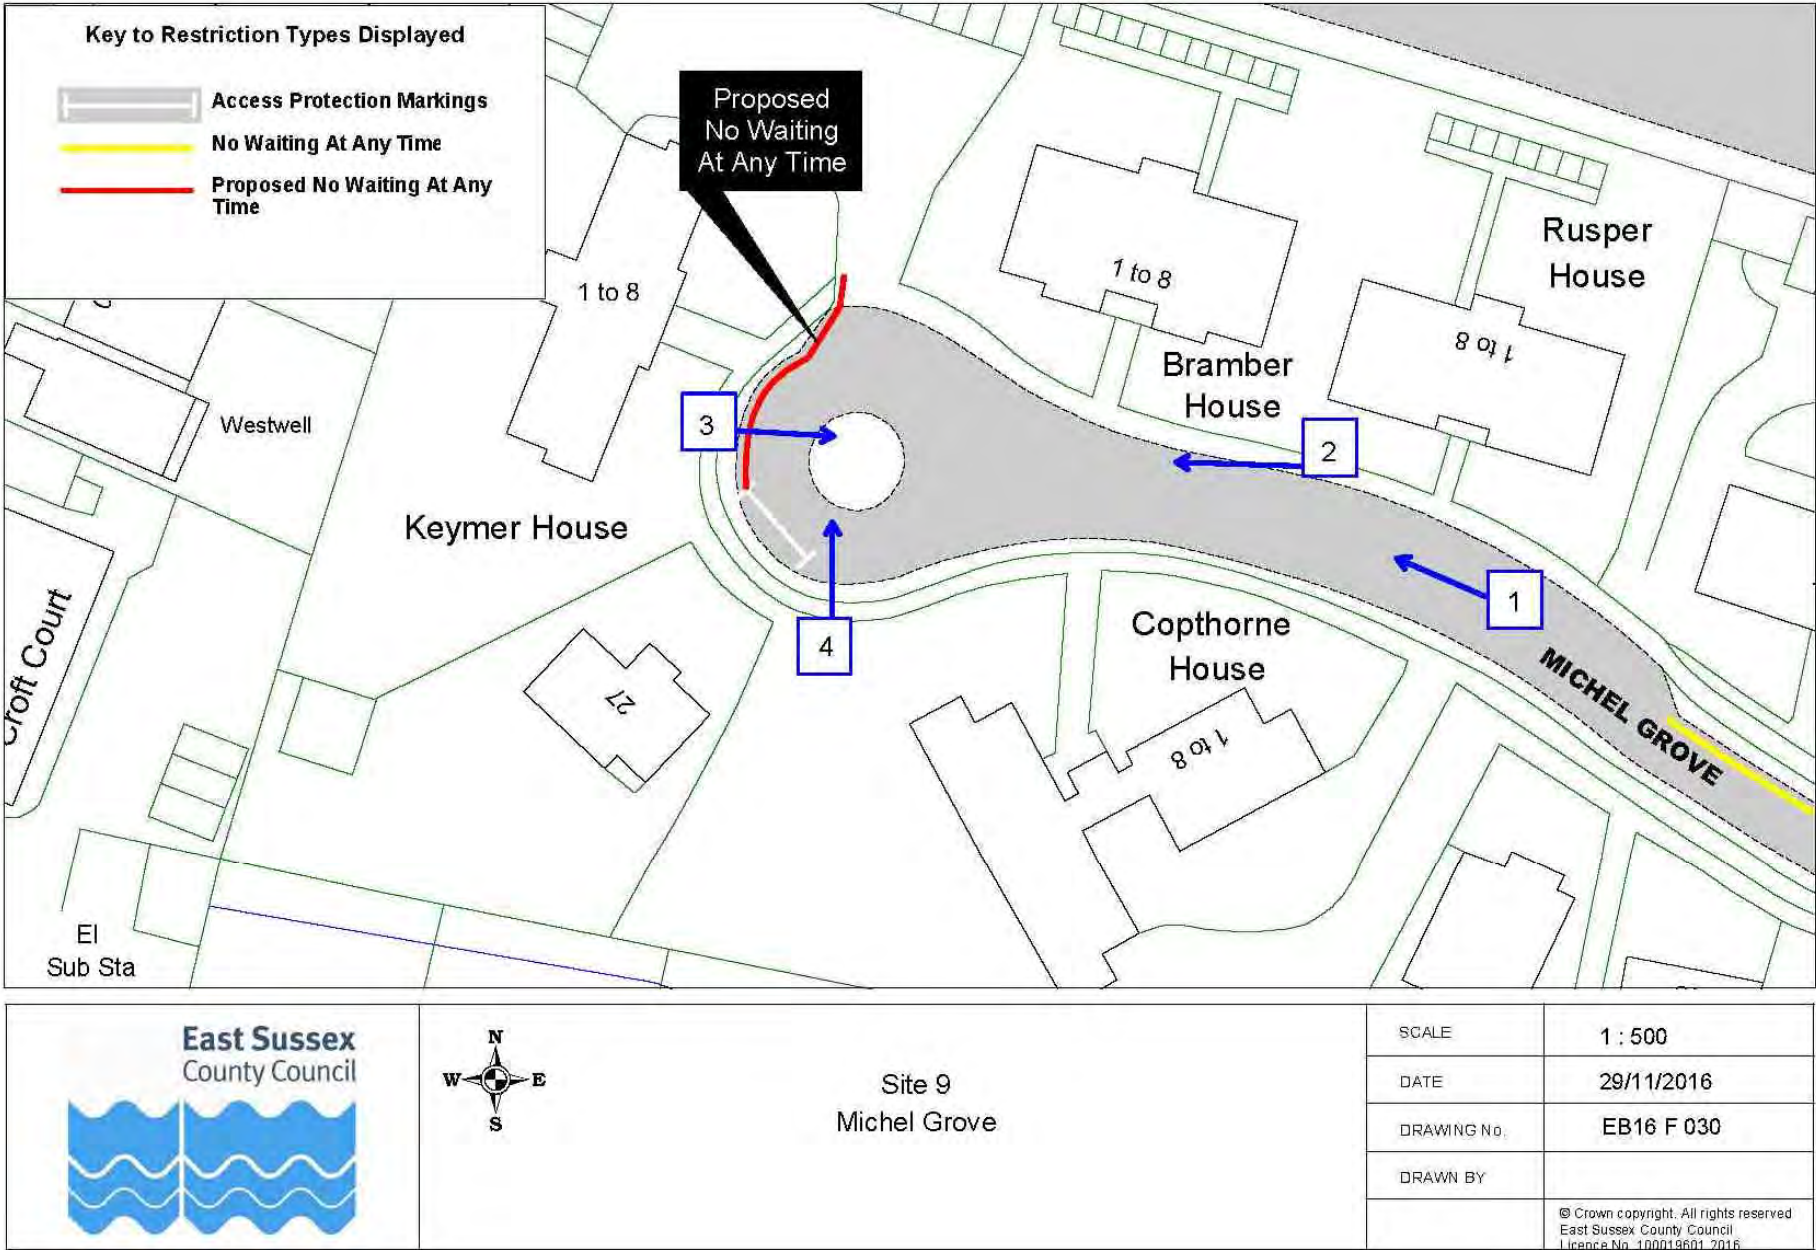 Key to Restriction Types Displayed
Access Protection Markings
No Waiting At Any Time
Proposed No Waiting At Any
Time
Proposed
No Waiting
At Any Time
1 to 8
1 to 8
Rusper
House
1 to 8
Bramber
House
Westwell
3
2
Keymer House
1
Copthorne
House
4
MICHEL GROVE
Croft Court
27
1 to 8
El
Sub Sta
East Sussex
County Council
N
W E
S
Site 9
Michel Grove
SCALE
1 : 500
DATE
29/11/2016
DRAWING No.
EB16 F 030
DRAWN BY
© Crown copyright. All rights reserved
East Sussex County Council
Licence No. 100019601 2016